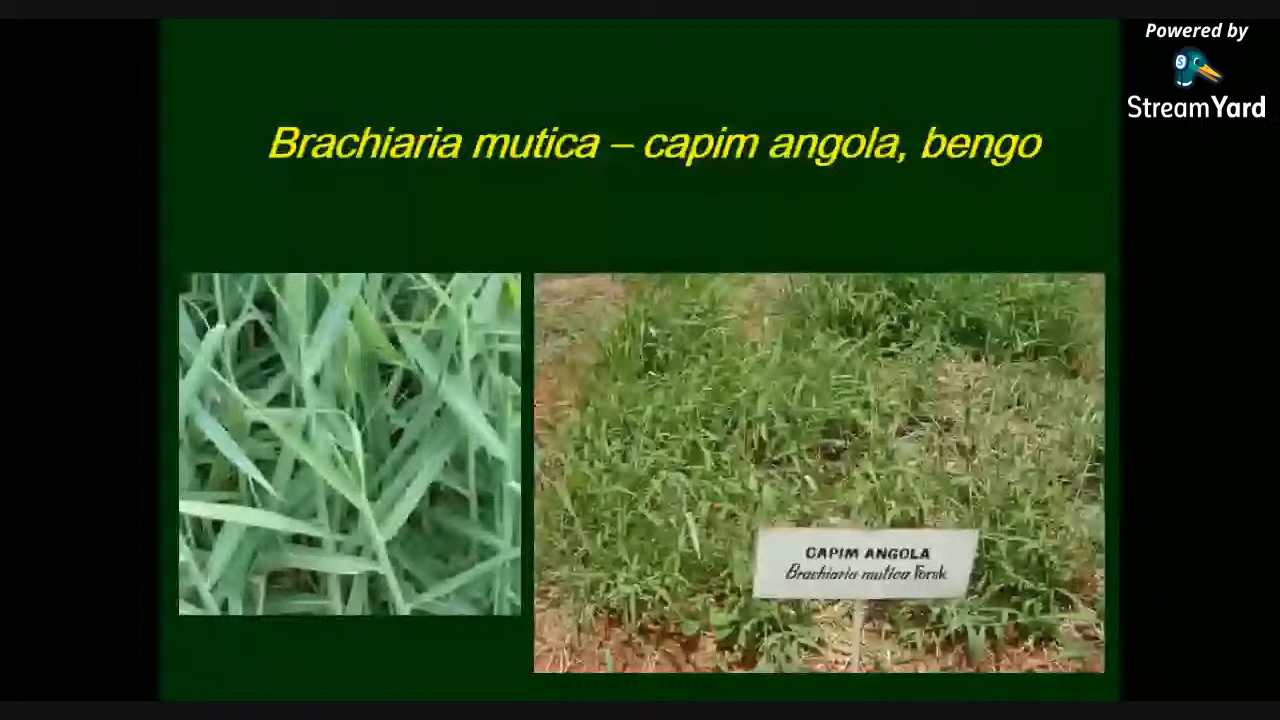 Powered by
StreamYard
Brachiaria mutica – capim angola, bengo
CAPIM ANGOLA
Brachiaria mutica Forsk